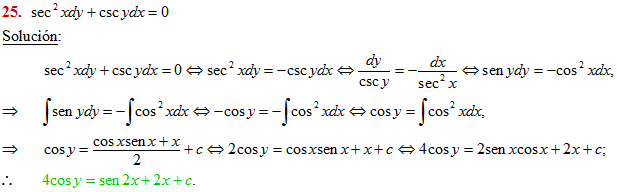 25. sec² xdy + csc ydx = 0
Solución:
sec² xdy + csc ydx = 0 ⇔ sec² xdy = −csc ydx ⇔ dy/csc y = − dx/sec² x ⇔ sen ydy = −cos² xdx,
⇒ ∫sen ydy = −∫cos² xdx ⇔ −cos y = −∫cos² xdx ⇔ cos y = ∫cos² xdx,
⇒ cos y = (cos xsen x + x)/2 + c ⇔ 2cos y = cos xsen x + x + c ⇔ 4cos y = 2sen xcos x + 2x + c;
∴ 4cos y = sen 2x + 2x + c.